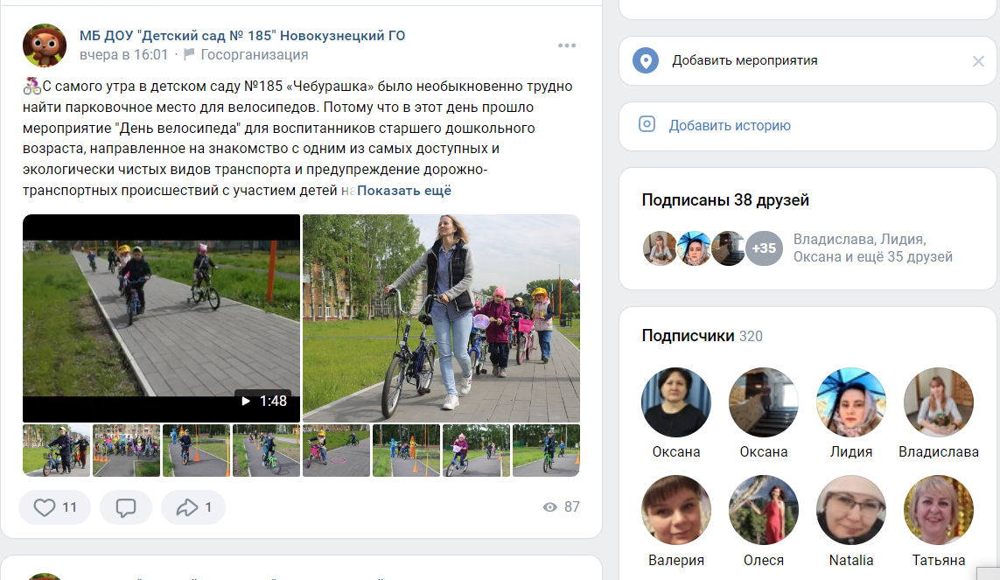 МБ ДОУ "Детский сад № 185" Новокузнецкий ГО
вчера в 16:01 · Госорганизация
С самого утра в детском саду №185 «Чебурашка» было необыкновенно трудно
найти парковочное место для велосипедов. Потому что в этот день прошло
мероприятие "День велосипеда" для воспитанников старшего дошкольного
возраста, направленное на знакомство с одним из самых доступных и
экологически чистых видов транспорта и предупреждение дорожно-
транспортных происшествий с участием детей на Показать ещё
1:48
11
1
87
Добавить мероприятия
Добавить историю
Подписаны 38 друзей
+35
Владислава, Лидия,
Оксана и ещё 35 друзей
Подписчики 320
Оксана Оксана Лидия Владислава
Валерия Олеся Natalia Татьяна